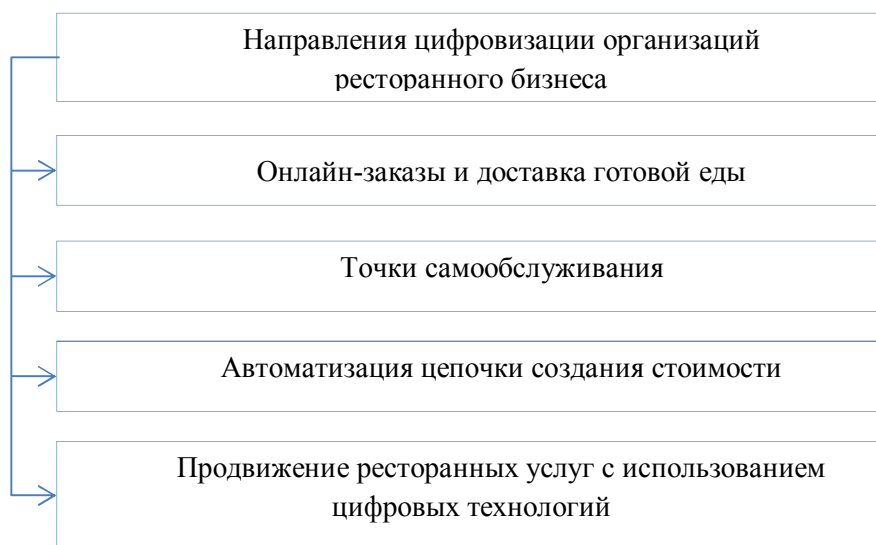 Направления цифровизации организаций
ресторанного бизнеса
Онлайн-заказы и доставка готовой еды
Точки самообслуживания
Автоматизация цепочки создания стоимости
Продвижение ресторанных услуг с использованием
цифровых технологий